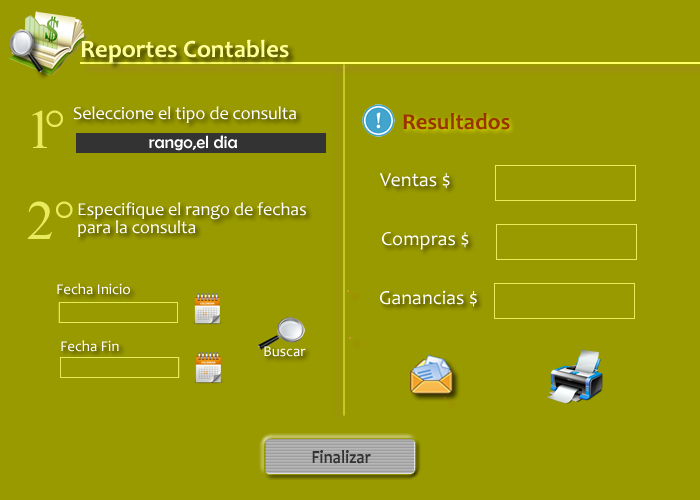 Reportes Contables
1º Seleccione el tipo de consulta
rango,el dia
2º Especifique el rango de fechas
para la consulta
Fecha Inicio
Fecha Fin
Buscar
! Resultados
Ventas $
Compras $
Ganancias $
Finalizar